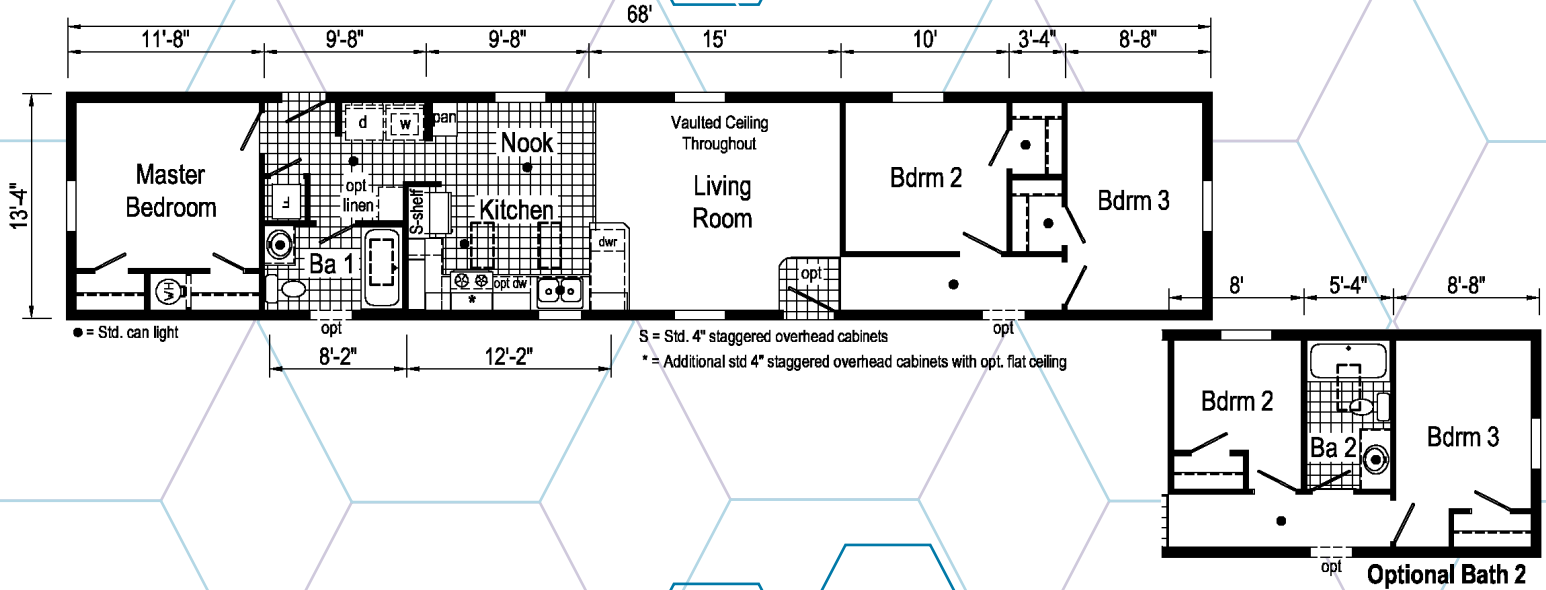 68'
11'-8"
9'-8"
9'-8"
15'
10'
3'-4"
8'-8"
13'-4"
Master
Bedroom
d
w
pan
Nook
opt
linen
F
S-shelf
Kitchen
Vaulted Ceiling
Throughout
Living
Room
Bdrm 2
Bdrm 3
Ba 1
WH
*
opt dw
dwr
opt
opt
opt
● = Std. can light
8'-2"
12'-2"
S = Std. 4" staggered overhead cabinets
* = Additional std 4" staggered overhead cabinets with opt. flat ceiling
8'
5'-4"
8'-8"
Bdrm 2
Ba 2
Bdrm 3
opt
Optional Bath 2